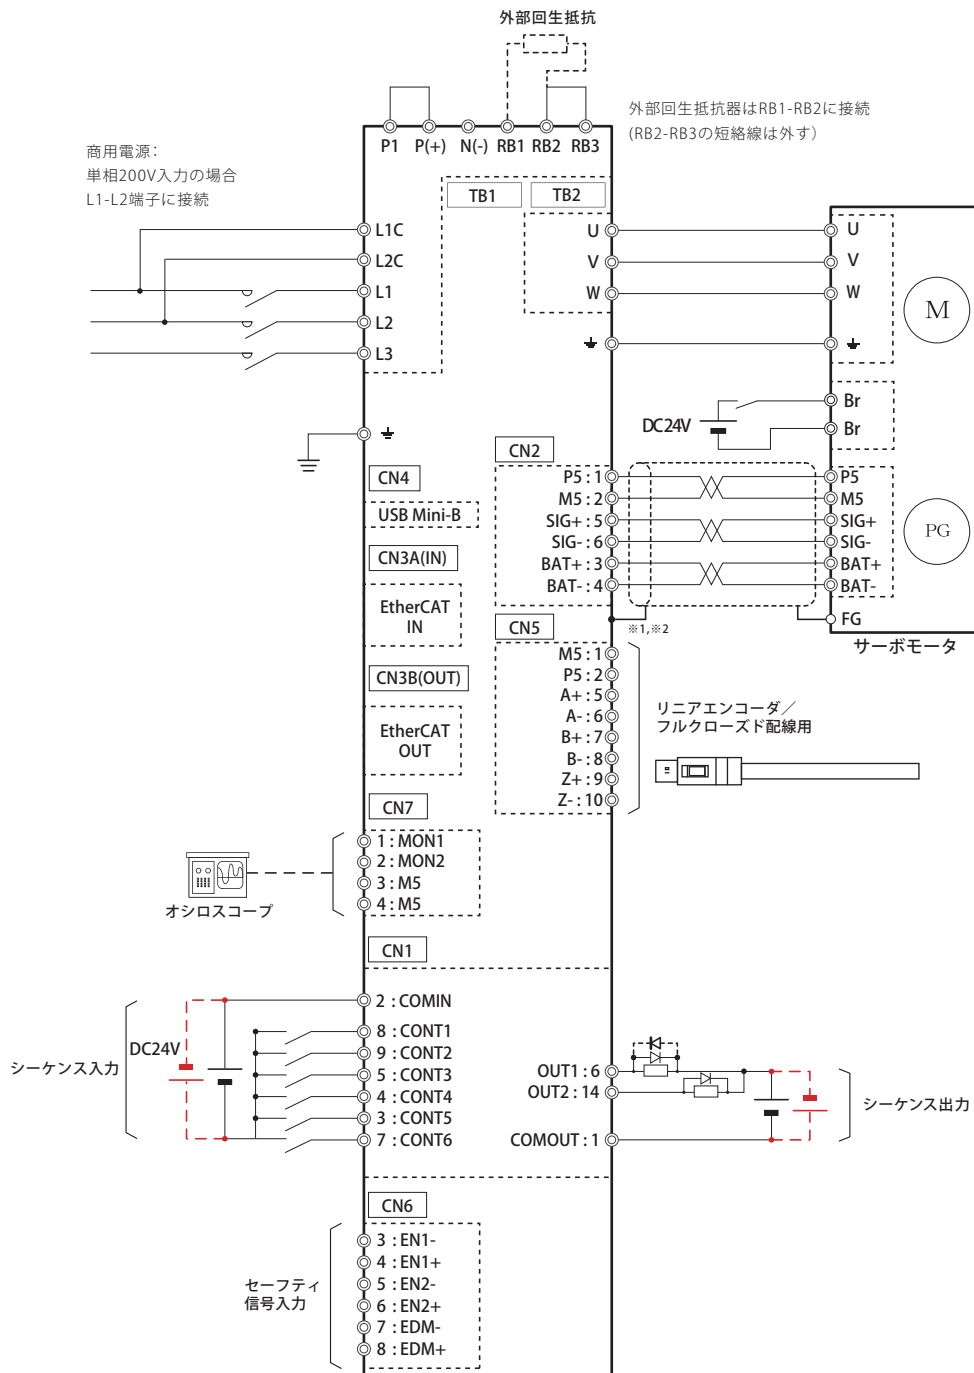 外部回生抵抗
外部回生抵抗器はRB1-RB2に接続
(RB2-RB3の短絡線は外す）
P1 P(+) N(-) RB1 RB2 RB3
商用電源：
単相200V入力の場合
L1-L2端子に接続
TB1 TB2
L1C
L2C
L1
L2
L3
U
V
W
U
V
W
M
Br
Br
DC24V
CN2
P5 : 1
M5 : 2
SIG+ : 5
SIG- : 6
BAT+ : 3
BAT- : 4
P5
M5
SIG+
SIG-
BAT+
BAT-
FG
PG
サーボモータ
※1,※2
CN4
USB Mini-B
CN3A(IN)
EtherCAT
IN
CN3B(OUT)
EtherCAT
OUT
CN5
M5 : 1
P5 : 2
A+ : 5
A- : 6
B+ : 7
B- : 8
Z+ : 9
Z- : 10
リニアエンコーダ／
フルクローズド配線用
CN7
1 : MON1
2 : MON2
3 : M5
4 : M5
オシロスコープ
CN1
2 : COMIN
8 : CONT1
9 : CONT2
5 : CONT3
4 : CONT4
3 : CONT5
7 : CONT6
DC24V
シーケンス入力
OUT1 : 6
OUT2 : 14
COMOUT : 1
シーケンス出力
CN6
3 : EN1-
4 : EN1+
5 : EN2-
6 : EN2+
7 : EDM-
8 : EDM+
セーフティ
信号入力